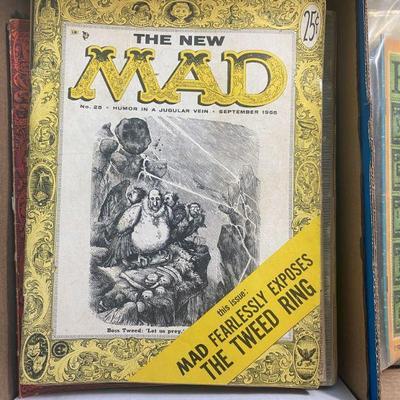 25¢
THE NEW
MAD
No. 25 • HUMOR IN A JUGULAR VEIN • SEPTEMBER 1955
Boss Tweed: 'Let us prey.'
this issue:
MAD FEARLESSLY EXPOSES
THE TWEED RING